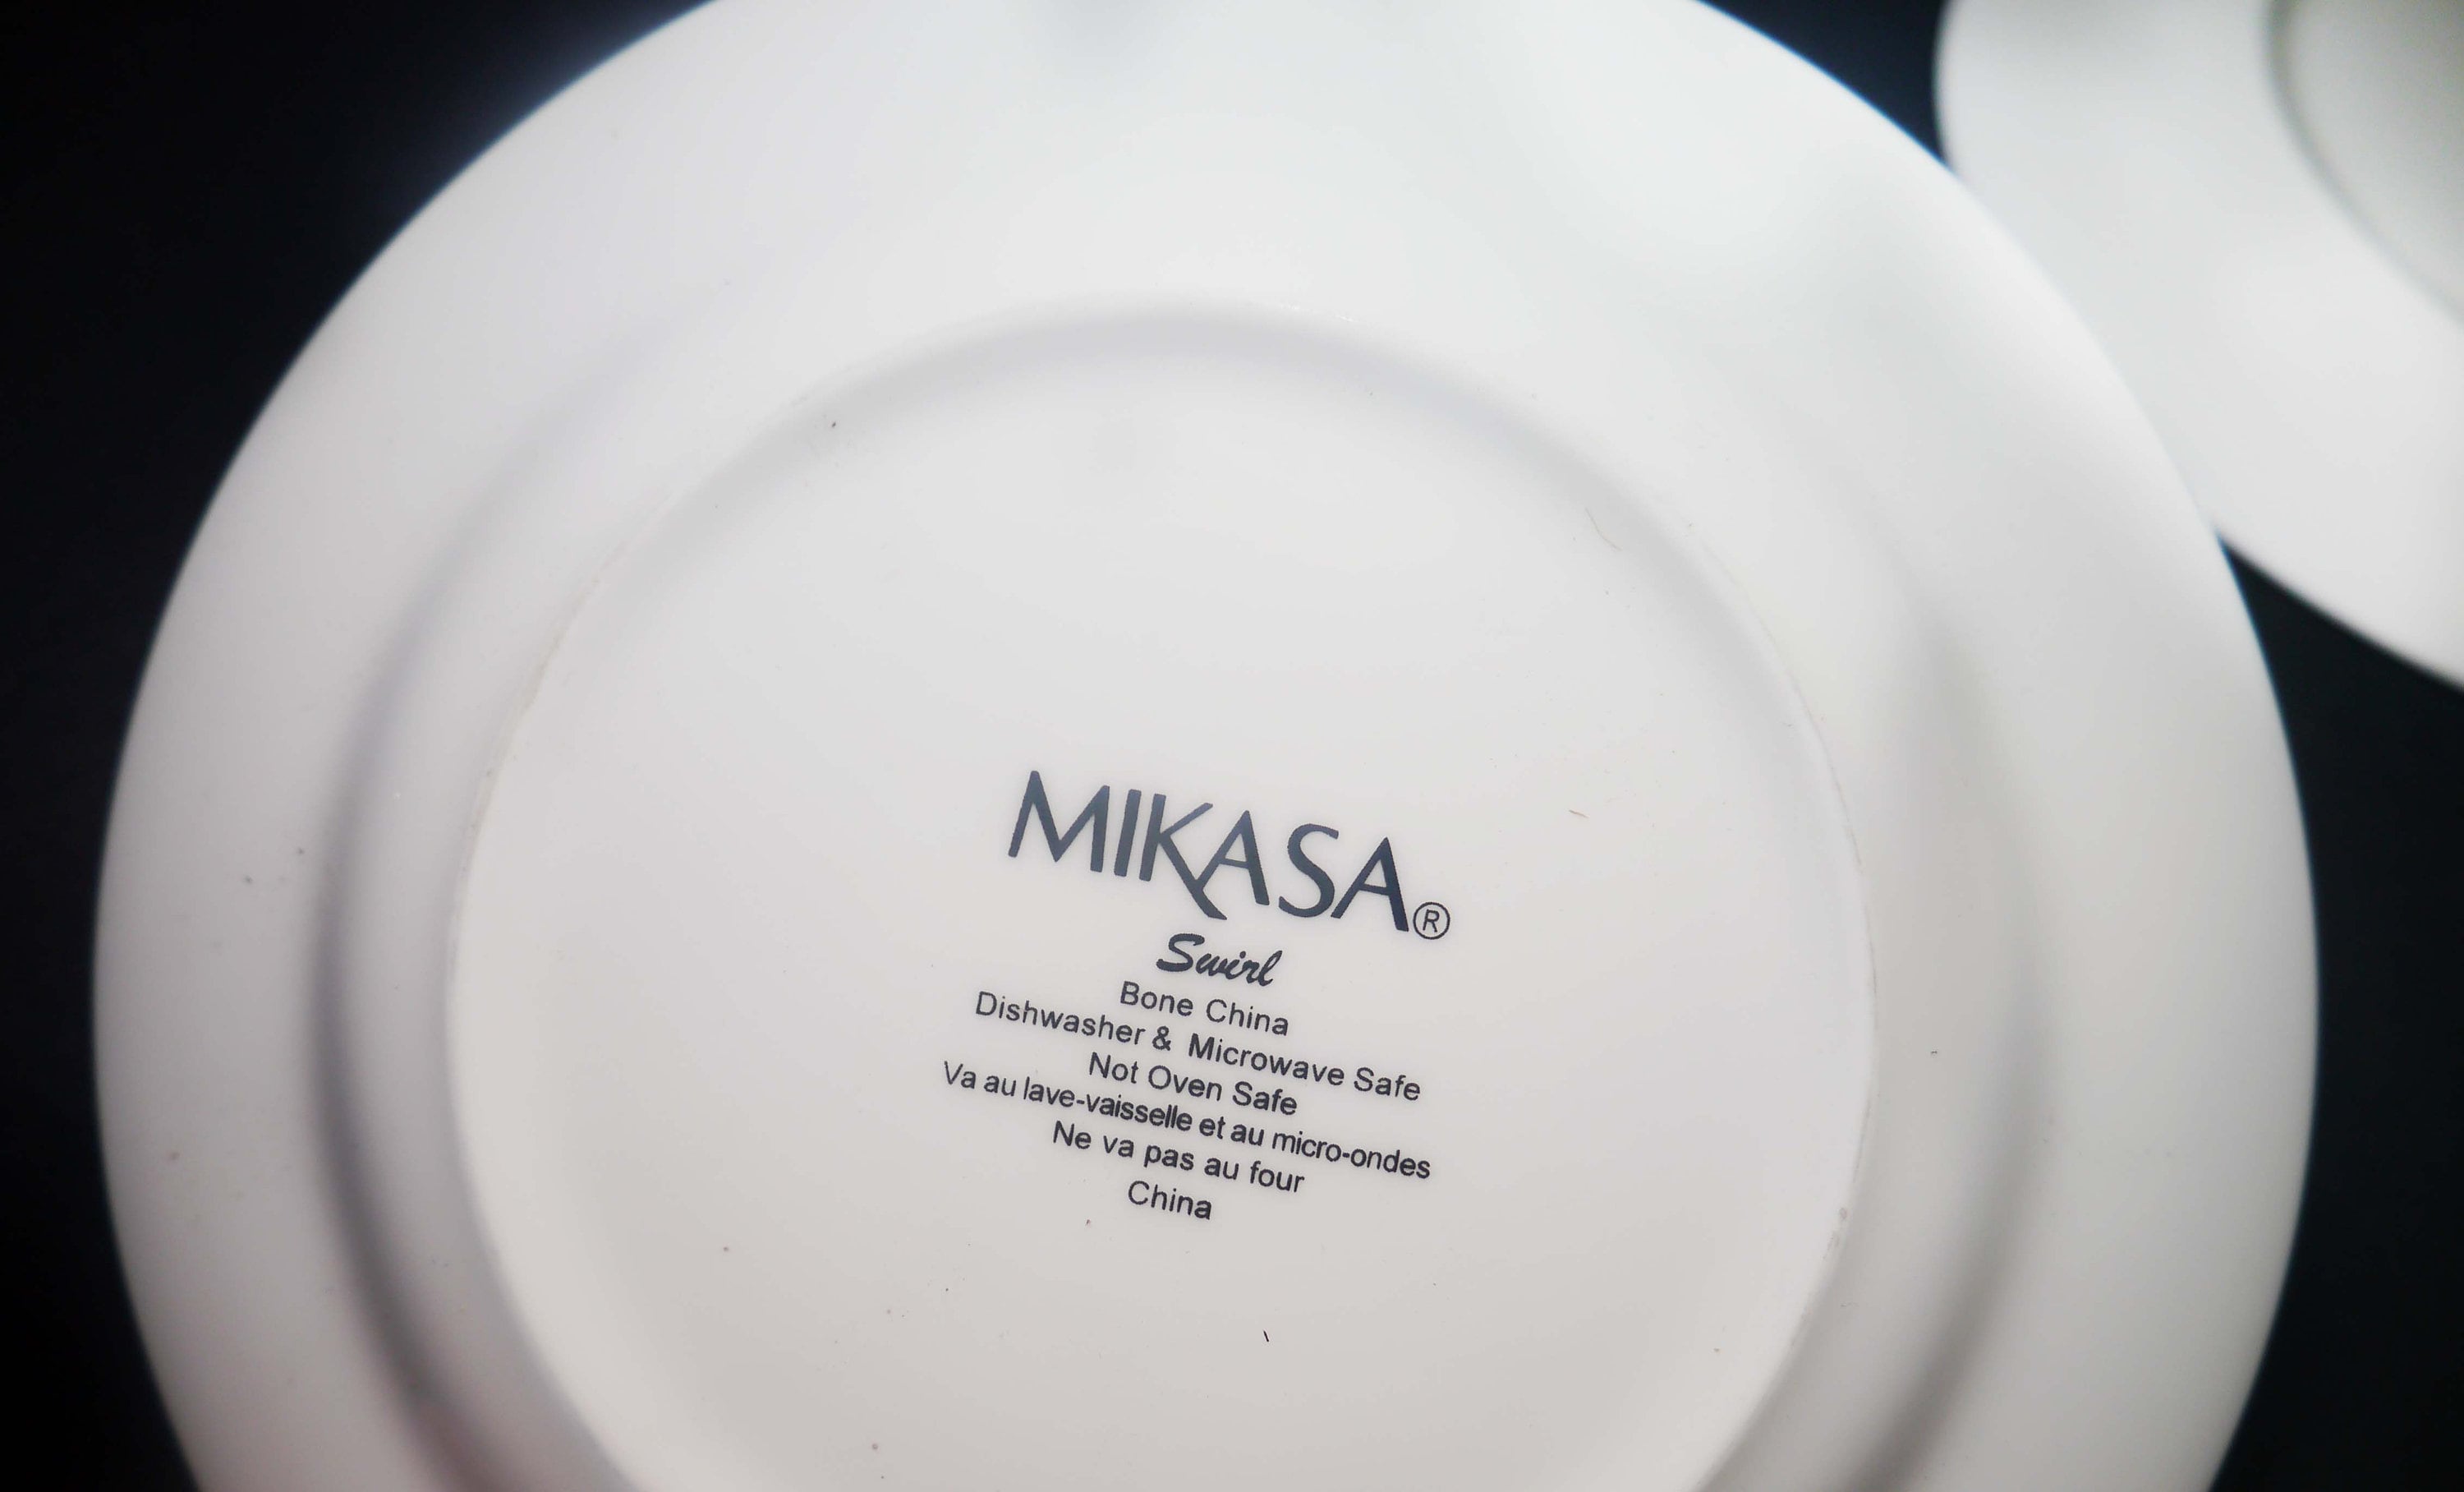 MIKASA®
Swirl
Bone China
Dishwasher & Microwave Safe
Not Oven Safe
Va au lave-vaisselle et au micro-ondes
Ne va pas au four
China